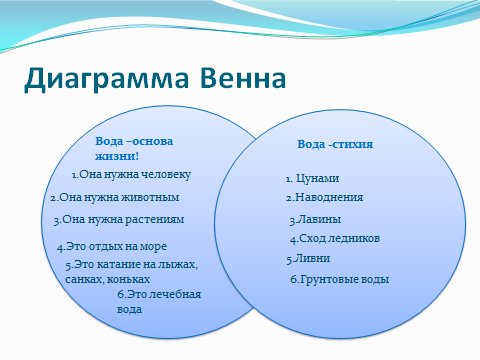 Диаграмма Венна
Вода –основа
жизни!
1.Она нужна человеку
2.Она нужна животным
3.Она нужна растениям
4.Это отдых на море
5.Это катание на лыжах,
санках, коньках
6.Это лечебная
вода
Вода -стихия
1. Цунами
2.Наводнения
3.Лавины
4.Сход ледников
5.Ливни
6.Грунтовые воды